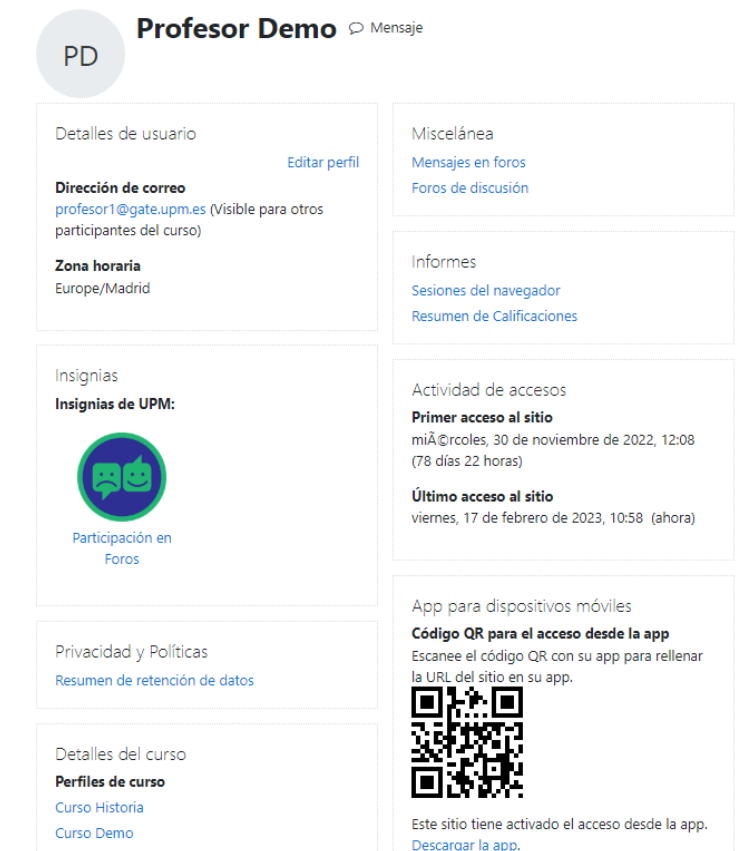 PD
Profesor Demo Mensaje
Detalles de usuario
Editar perfil
Dirección de correo
profesor1@gate.upm.es (Visible para otros
participantes del curso)
Zona horaria
Europe/Madrid
Insignias
Insignias de UPM:
Participación en
Foros
Privacidad y Políticas
Resumen de retención de datos
Detalles del curso
Perfiles de curso
Curso Historia
Curso Demo
Miscelánea
Mensajes en foros
Foros de discusión
Informes
Sesiones del navegador
Resumen de Calificaciones
Actividad de accesos
Primer acceso al sitio
miÃ©rcoles, 30 de noviembre de 2022, 12:08
(78 días 22 horas)
Último acceso al sitio
viernes, 17 de febrero de 2023, 10:58 (ahora)
App para dispositivos móviles
Código QR para el acceso desde la app
Escanee el código QR con su app para rellenar
la URL del sitio en su app.
Este sitio tiene activado el acceso desde la app.
Descargar la app.